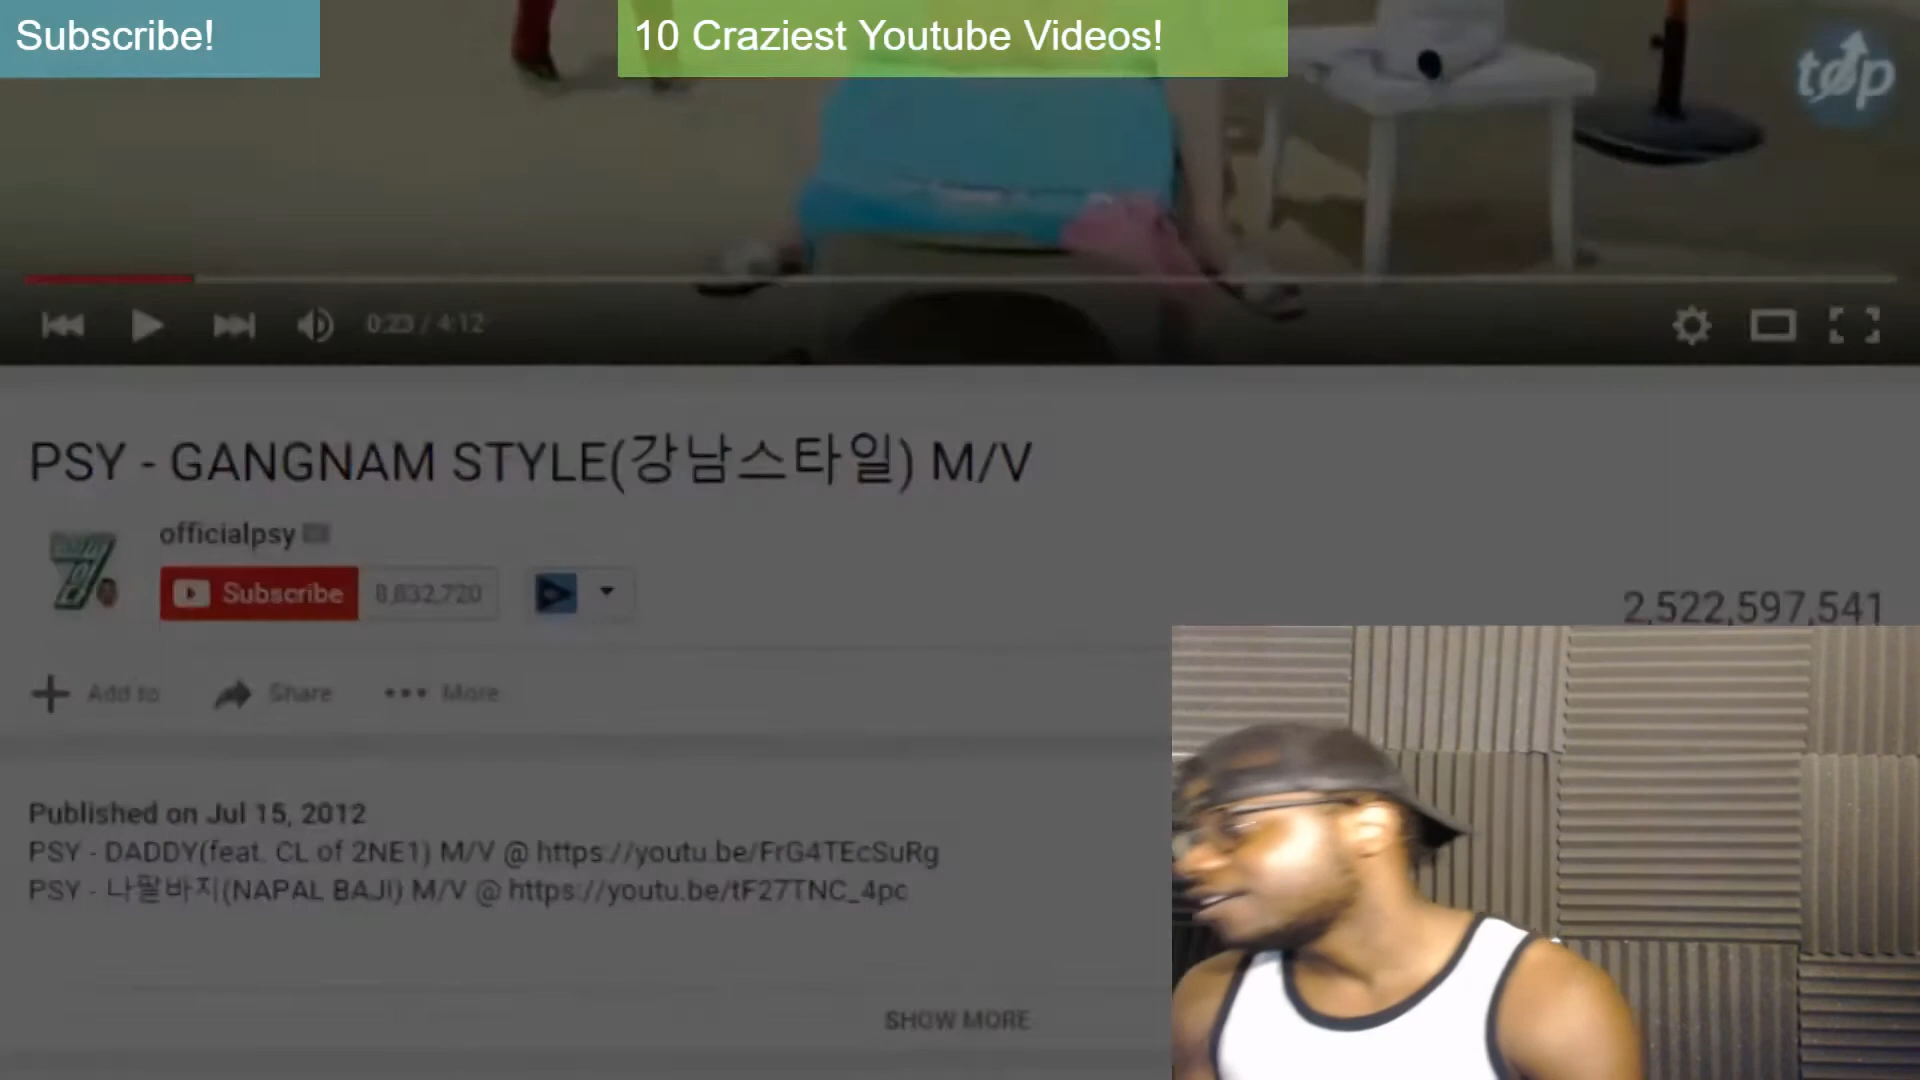 Subscribe!
10 Craziest Youtube Videos!
tøp
0:23 / 4:12
PSY - GANGNAM STYLE(강남스타일) M/V
officialpsy
Subscribe
8,832,720
2,522,597,541
Add to
Share
More
Published on Jul 15, 2012
PSY - DADDY(feat. CL of 2NE1) M/V @ https://youtu.be/FrG4TEcSuRg
PSY - 나팔바지(NAPAL BAJI) M/V @ https://youtu.be/tF27TNC_4pc
SHOW MORE